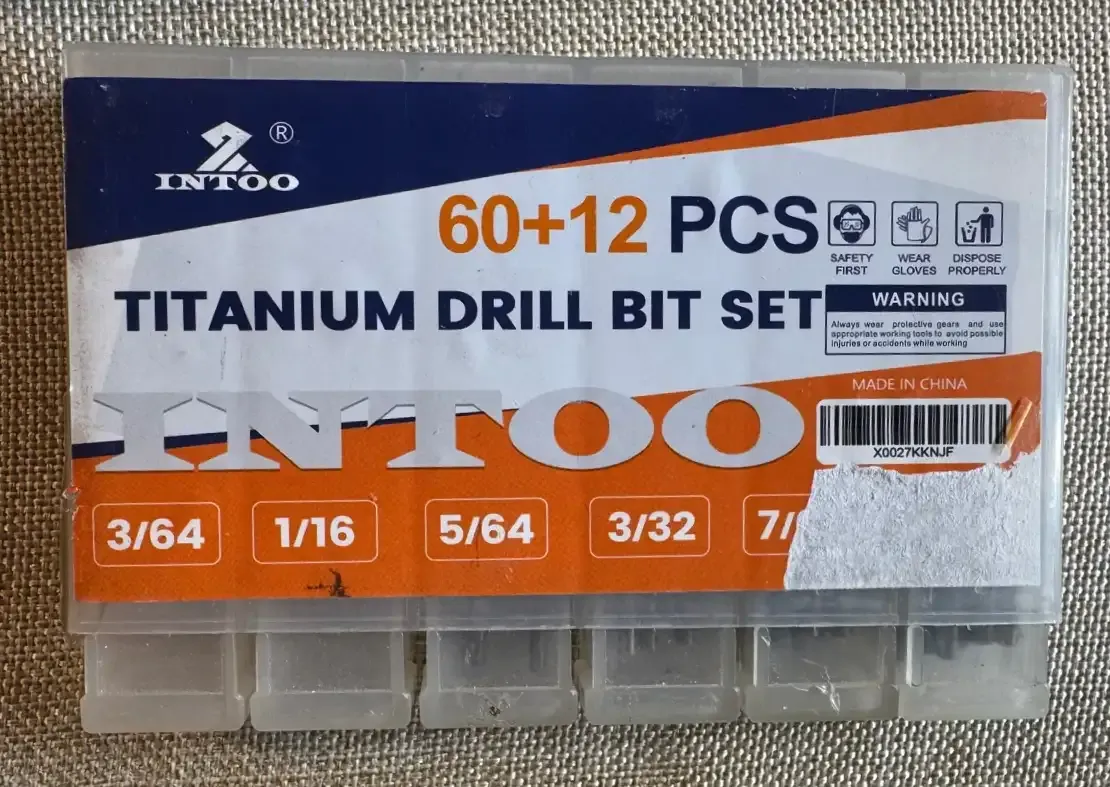 ®
INTOO
60+12 PCS
SAFETY FIRST
WEAR GLOVES
DISPOSE PROPERLY
TITANIUM DRILL BIT SET
WARNING
Always wear protective gears and use
appropriate working tools to avoid possible
injuries or accidents while working
INTOO
MADE IN CHINA
X0027KKNJF
3/64
1/16
5/64
3/32
7/